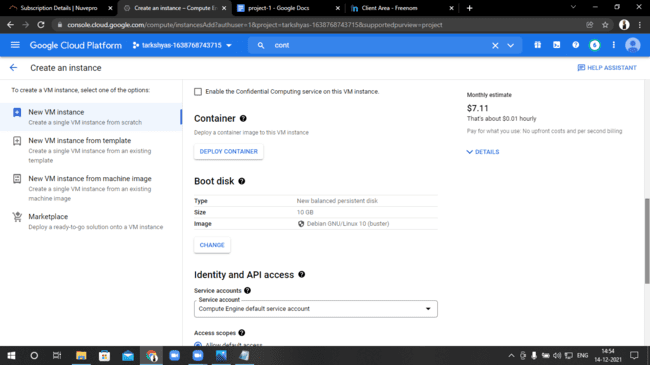 Subscription Details | Nuvepro
Create an instance – Compute En
project-1 - Google Docs
Client Area - Freenom
console.cloud.google.com/compute/instancesAdd?authuser=1&project=tarkshyas-1638768743715&supportedpurview=project
Google Cloud Platform
tarkshyas-1638768743715
cont
6
Create an instance
HELP ASSISTANT
To create a VM instance, select one of the options:
New VM instance
Create a single VM instance from scratch
New VM instance from template
Create a single VM instance from an existing
template
New VM instance from machine image
Create a single VM instance from an existing
machine image
Marketplace
Deploy a ready-to-go solution onto a VM instance
Enable the Confidential Computing service on this VM instance.
Container
Deploy a container image to this VM instance
DEPLOY CONTAINER
Boot disk
Type New balanced persistent disk
Size 10 GB
Image Debian GNU/Linux 10 (buster)
CHANGE
Identity and API access
Service accounts
Service account
Compute Engine default service account
Access scopes
Allow default access
Monthly estimate
$7.11
That's about $0.01 hourly
Pay for what you use: No upfront costs and per second billing
DETAILS
ENG
14:54
14-12-2021